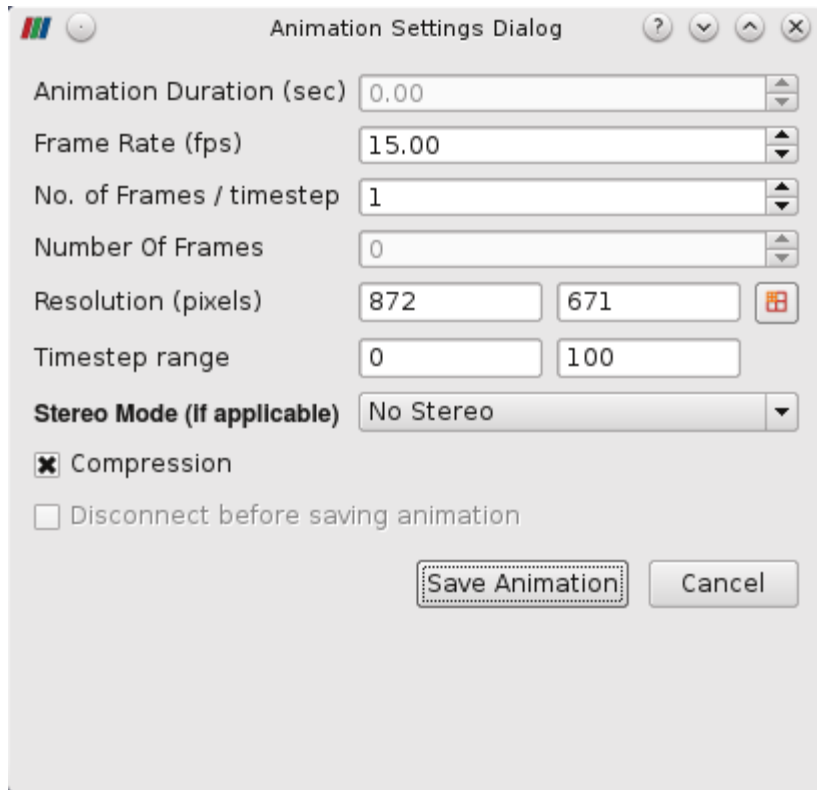 Animation Settings Dialog
Animation Duration (sec) 0.00
Frame Rate (fps) 15.00
No. of Frames / timestep 1
Number Of Frames 0
Resolution (pixels) 872 671
Timestep range 0 100
Stereo Mode (if applicable) No Stereo
Compression
Disconnect before saving animation
Save Animation Cancel